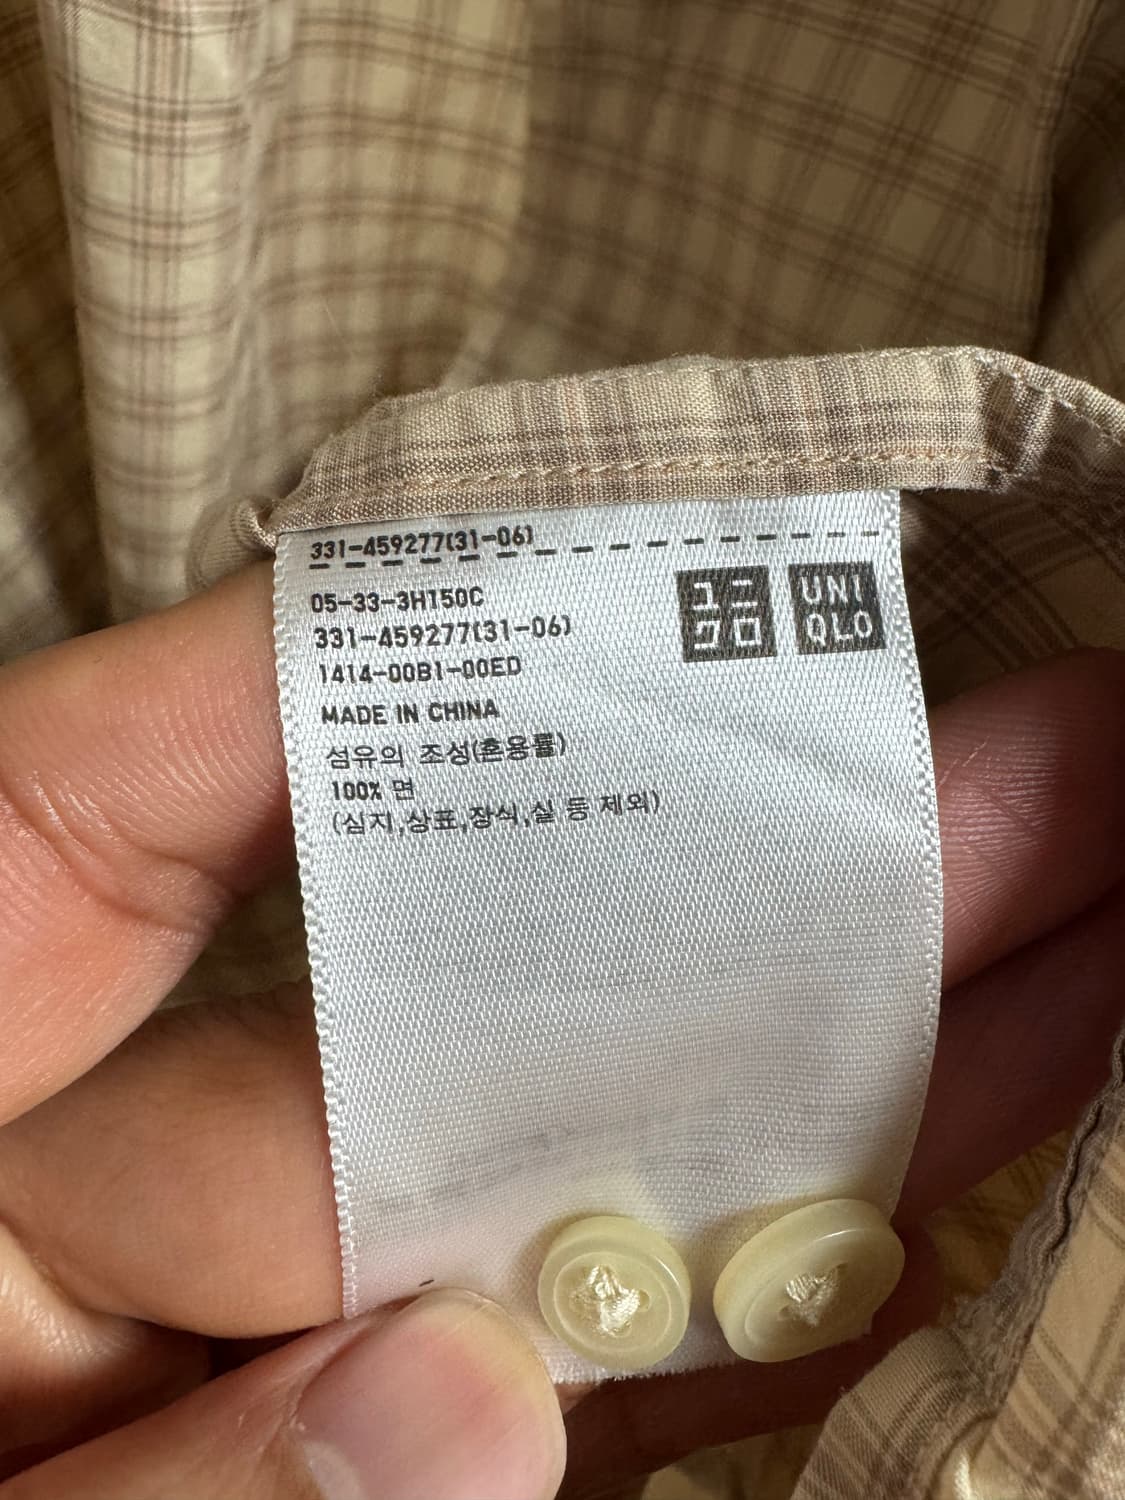 331-459277(31-06)
05-33-3H150C
331-459277(31-06)
1414-00B1-00ED
MADE IN CHINA
섬유의 조성(혼용률)
100% 면
(심지,상표,장식,실 등 제외)
ユニ
クロ
UNI
QLO